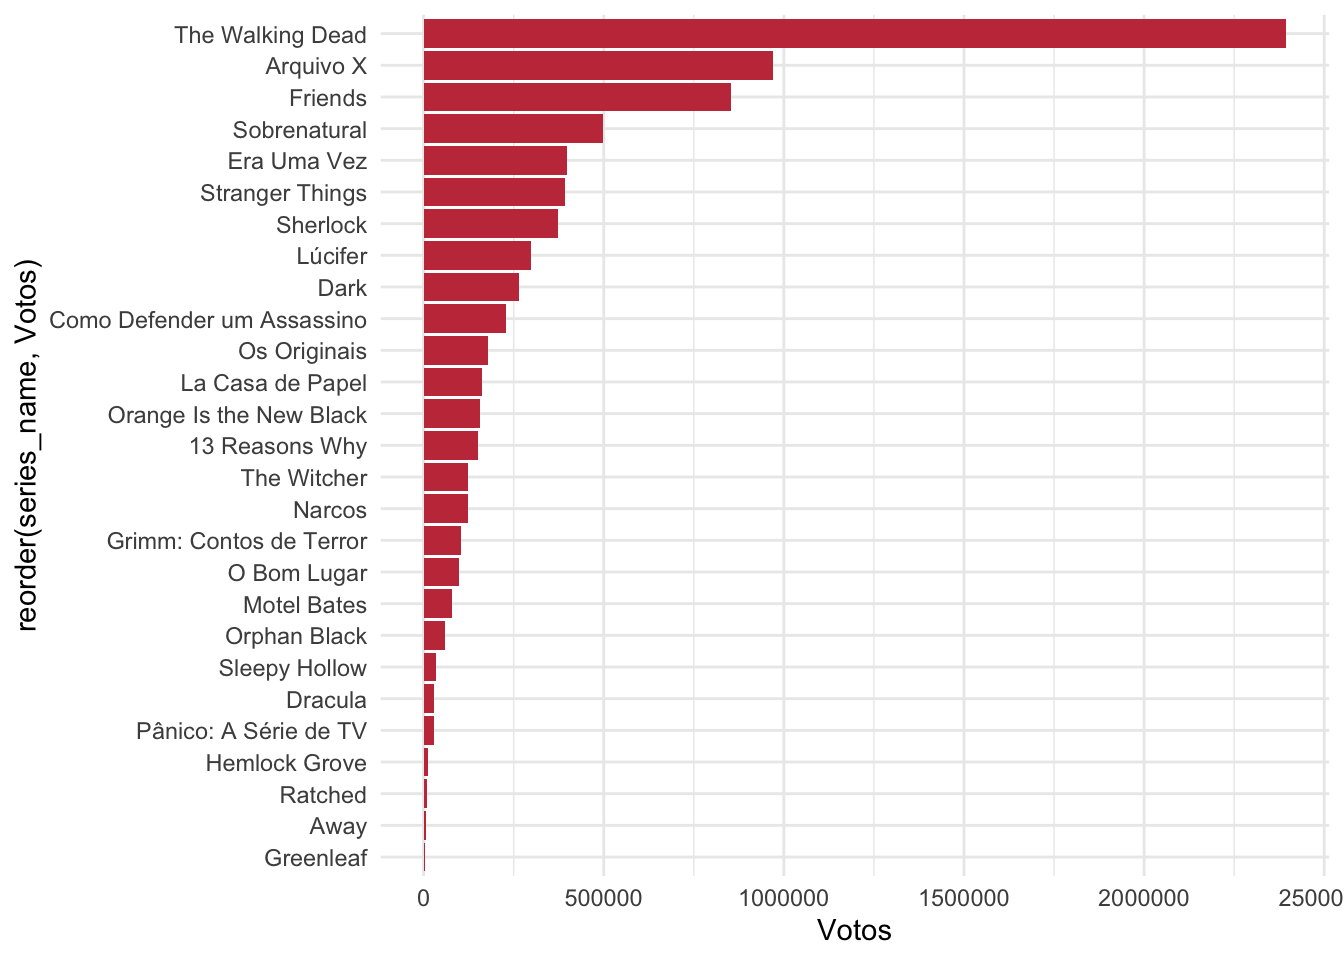 The Walking Dead
Arquivo X
Friends
Sobrenatural
Era Uma Vez
Stranger Things
Sherlock
Lúcifer
Dark
Como Defender um Assassino
Os Originais
La Casa de Papel
Orange Is the New Black
13 Reasons Why
The Witcher
Narcos
Grimm: Contos de Terror
O Bom Lugar
Motel Bates
Orphan Black
Sleepy Hollow
Dracula
Pânico: A Série de TV
Hemlock Grove
Ratched
Away
Greenleaf
reorder(series_name, Votos)
0 500000 1000000 1500000 2000000 25000
Votos